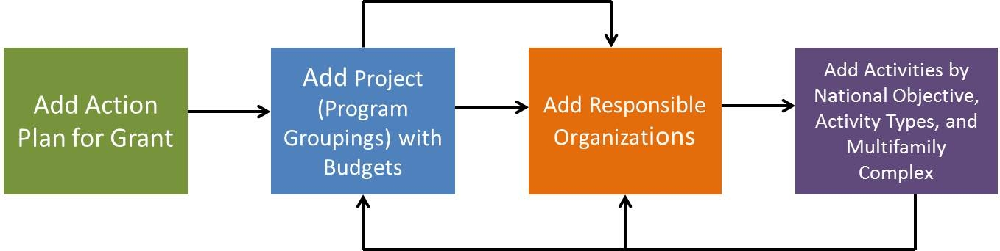 Add Action
Plan for Grant
Add Project
(Program
Groupings) with
Budgets
Add Responsible
Organizations
Add Activities by
National Objective,
Activity Types, and
Multifamily
Complex